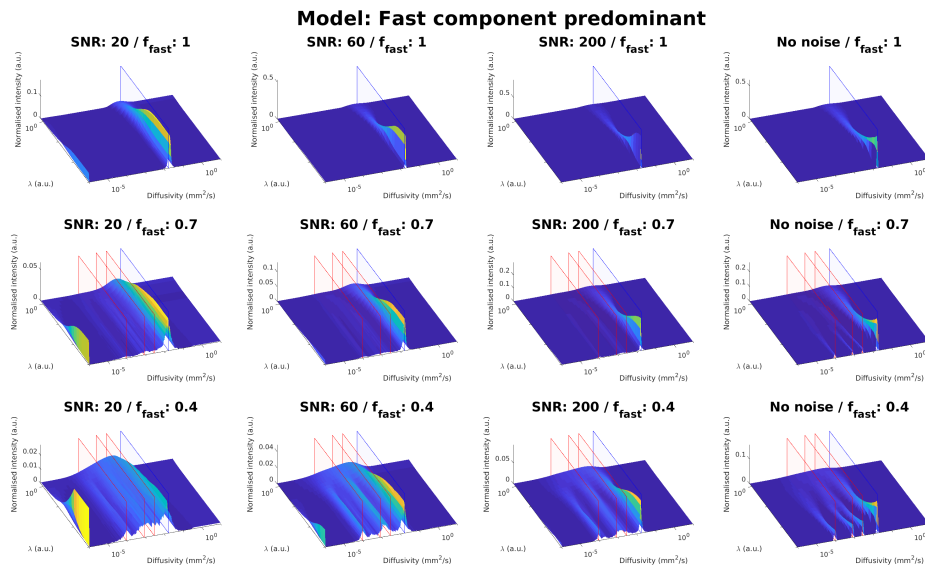 Model: Fast component predominant
SNR: 20 / f_fast: 1
SNR: 60 / f_fast: 1
SNR: 200 / f_fast: 1
No noise / f_fast: 1
Normalised intensity (a.u.)
0.1
0
10^0
λ (a.u.)
10^-5
Diffusivity (mm^2/s)
10^0
Normalised intensity (a.u.)
0.5
0
10^0
λ (a.u.)
10^-5
Diffusivity (mm^2/s)
10^0
Normalised intensity (a.u.)
0.5
0
10^0
λ (a.u.)
10^-5
Diffusivity (mm^2/s)
10^0
Normalised intensity (a.u.)
0.5
0
10^0
λ (a.u.)
10^-5
Diffusivity (mm^2/s)
10^0
SNR: 20 / f_fast: 0.7
SNR: 60 / f_fast: 0.7
SNR: 200 / f_fast: 0.7
No noise / f_fast: 0.7
Normalised intensity (a.u.)
0.05
0
10^0
λ (a.u.)
10^-5
Diffusivity (mm^2/s)
10^0
Normalised intensity (a.u.)
0.1
0.05
0
10^0
λ (a.u.)
10^-5
Diffusivity (mm^2/s)
10^0
Normalised intensity (a.u.)
0.2
0.1
0
10^0
λ (a.u.)
10^-5
Diffusivity (mm^2/s)
10^0
Normalised intensity (a.u.)
0.2
0.1
0
10^0
λ (a.u.)
10^-5
Diffusivity (mm^2/s)
10^0
SNR: 20 / f_fast: 0.4
SNR: 60 / f_fast: 0.4
SNR: 200 / f_fast: 0.4
No noise / f_fast: 0.4
Normalised intensity (a.u.)
0.02
0.01
0
10^0
λ (a.u.)
10^-5
Diffusivity (mm^2/s)
10^0
Normalised intensity (a.u.)
0.04
0.02
0
10^0
λ (a.u.)
10^-5
Diffusivity (mm^2/s)
10^0
Normalised intensity (a.u.)
0.05
0
10^0
λ (a.u.)
10^-5
Diffusivity (mm^2/s)
10^0
Normalised intensity (a.u.)
0.1
0
10^0
λ (a.u.)
10^-5
Diffusivity (mm^2/s)
10^0